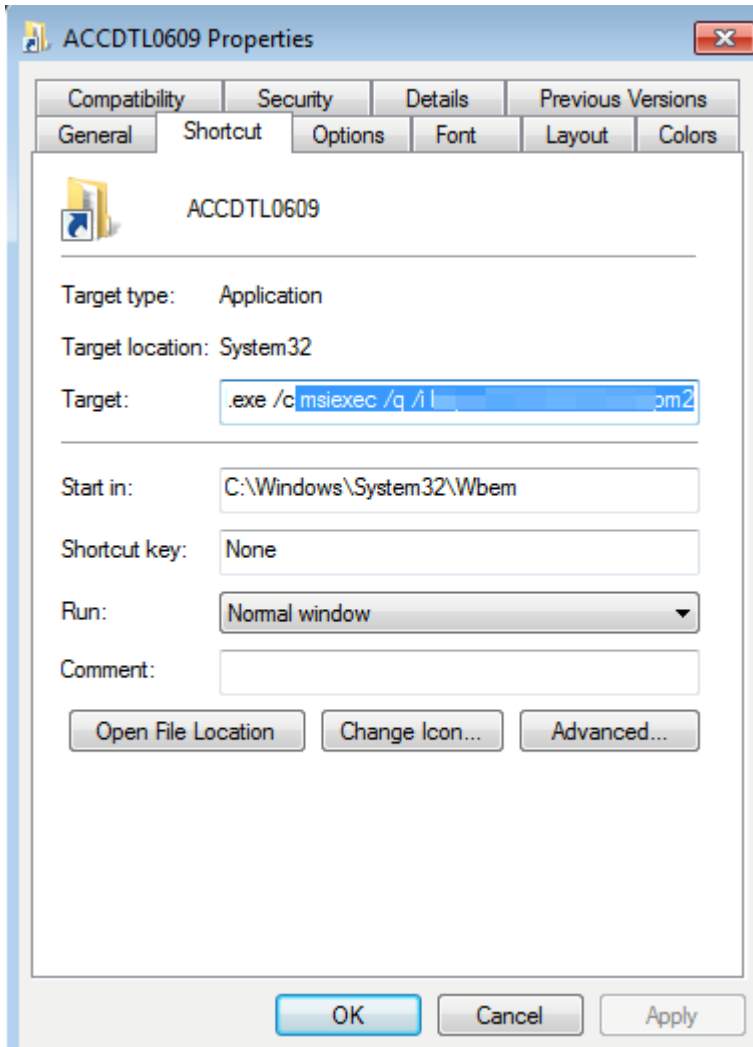 ACCDTL0609 Properties
Compatibility Security Details Previous Versions
General Shortcut Options Font Layout Colors
ACCDTL0609
Target type: Application
Target location: System32
Target: .exe /c msiexec /q /i pm2
Start in: C:\Windows\System32\Wbem
Shortcut key: None
Run: Normal window
Comment:
Open File Location Change Icon... Advanced...
OK Cancel Apply